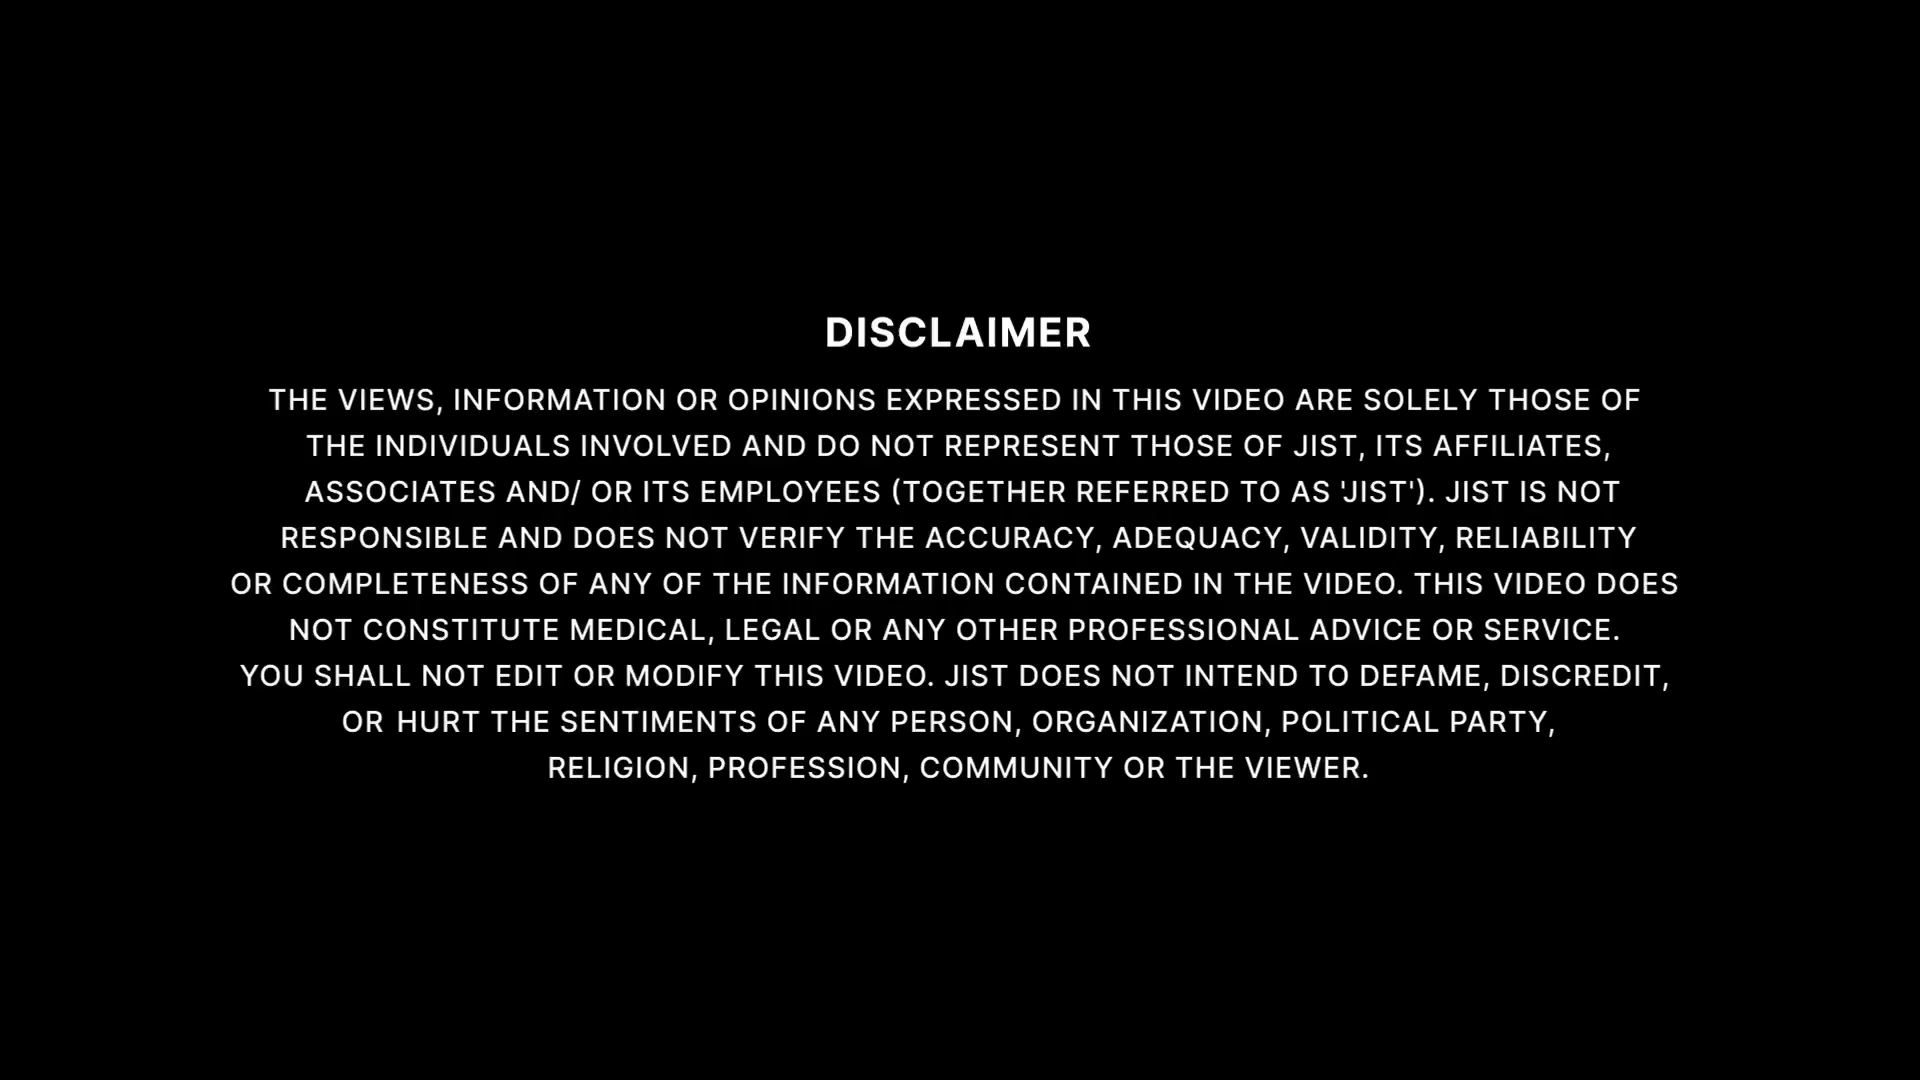 DISCLAIMER
THE VIEWS, INFORMATION OR OPINIONS EXPRESSED IN THIS VIDEO ARE SOLELY THOSE OF
THE INDIVIDUALS INVOLVED AND DO NOT REPRESENT THOSE OF JIST, ITS AFFILIATES,
ASSOCIATES AND/ OR ITS EMPLOYEES (TOGETHER REFERRED TO AS 'JIST'). JIST IS NOT
RESPONSIBLE AND DOES NOT VERIFY THE ACCURACY, ADEQUACY, VALIDITY, RELIABILITY
OR COMPLETENESS OF ANY OF THE INFORMATION CONTAINED IN THE VIDEO. THIS VIDEO DOES
NOT CONSTITUTE MEDICAL, LEGAL OR ANY OTHER PROFESSIONAL ADVICE OR SERVICE.
YOU SHALL NOT EDIT OR MODIFY THIS VIDEO. JIST DOES NOT INTEND TO DEFAME, DISCREDIT,
OR HURT THE SENTIMENTS OF ANY PERSON, ORGANIZATION, POLITICAL PARTY,
RELIGION, PROFESSION, COMMUNITY OR THE VIEWER.